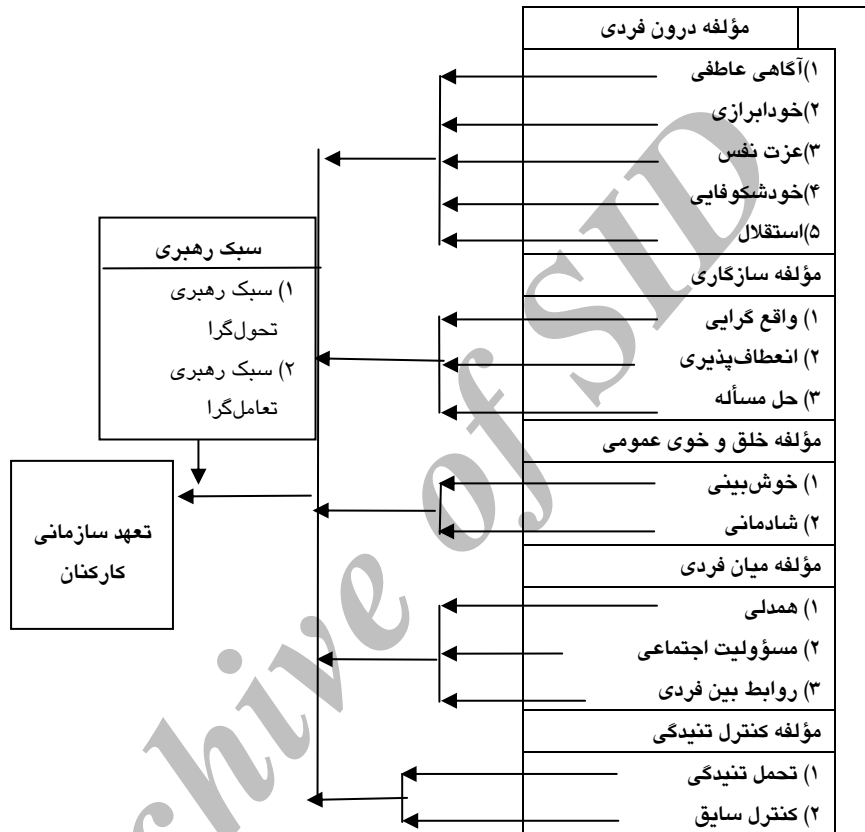 مؤلفه درون فردی
۱)آگاهی عاطفی
۲)خودابرازی
۳)عزت نفس
۴)خودشکوفایی
۵)استقلال
مؤلفه سازگاری
۱) واقع گرایی
۲) انعطاف‌پذیری
۳) حل مسأله
مؤلفه خلق و خوی عمومی
۱) خوش‌بینی
۲) شادمانی
مؤلفه میان فردی
۱) همدلی
۲) مسؤولیت اجتماعی
۳) روابط بین فردی
مؤلفه کنترل تنیدگی
۱) تحمل تنیدگی
۲) کنترل سایق
سبک رهبری
۱) سبک رهبری
تحول‌گرا
۲) سبک رهبری
تعامل‌گرا
تعهد سازمانی
کارکنان
chive of SID